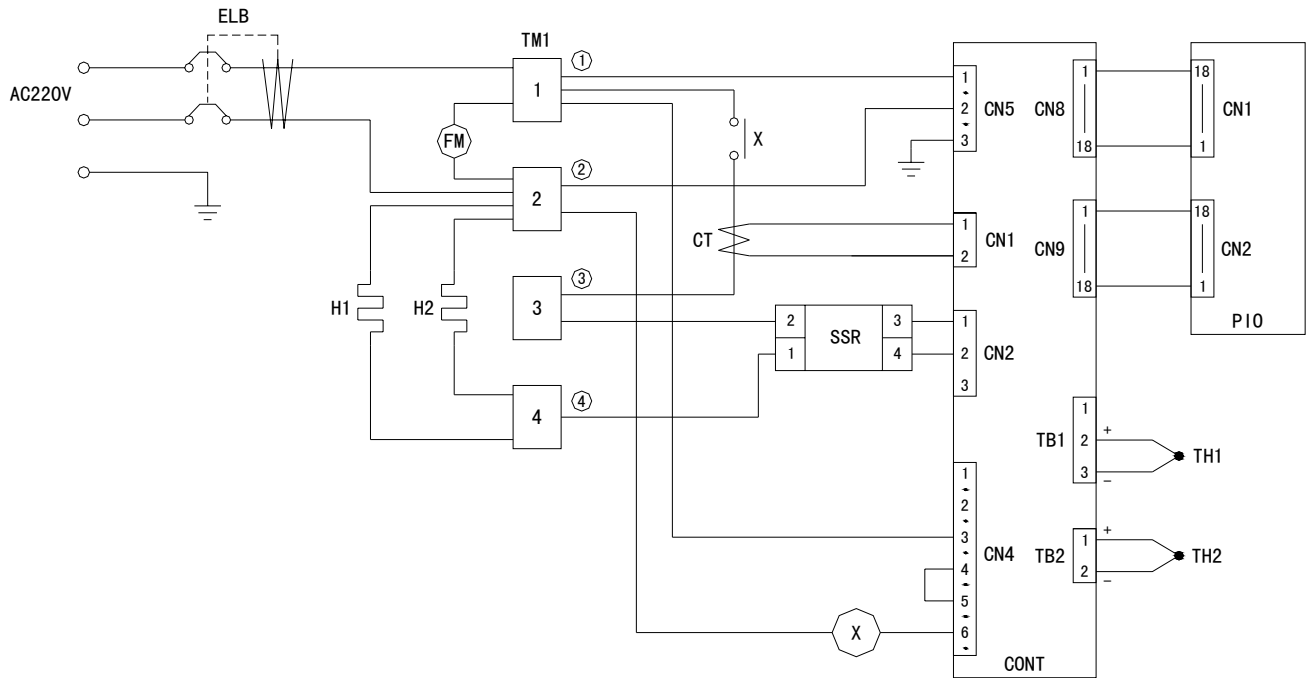 ELB
TM1
AC220V
1
①
1
2
3
CN5
CN8
1
18
18
1
CN1
FM
X
②
2
CT
1
2
CN1
CN9
1
18
18
1
CN2
PIO
H1
H2
③
3
2
1
SSR
3
4
1
2
3
CN2
④
4
TB1
1
2
3
+
−
TH1
1
2
3
4
5
6
CN4
TB2
1
2
+
−
TH2
X
CONT